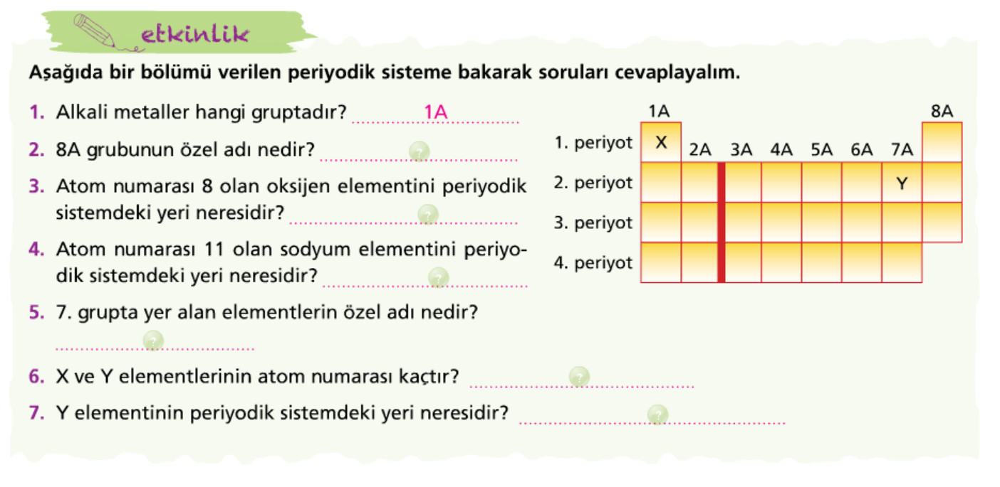 etkinlik
Aşağıda bir bölümü verilen periyodik sisteme bakarak soruları cevaplayalım.
1. Alkali metaller hangi gruptadır? 1A
2. 8A grubunun özel adı nedir? ?
3. Atom numarası 8 olan oksijen elementini periyodik
sistemdeki yeri neresidir? ?
4. Atom numarası 11 olan sodyum elementini periyo-
dik sistemdeki yeri neresidir? ?
5. 7. grupta yer alan elementlerin özel adı nedir?
?
6. X ve Y elementlerinin atom numarası kaçtır? ?
7. Y elementinin periyodik sistemdeki yeri neresidir? ?
1A 8A
1. periyot X
2A 3A 4A 5A 6A 7A
2. periyot Y
3. periyot
4. periyot